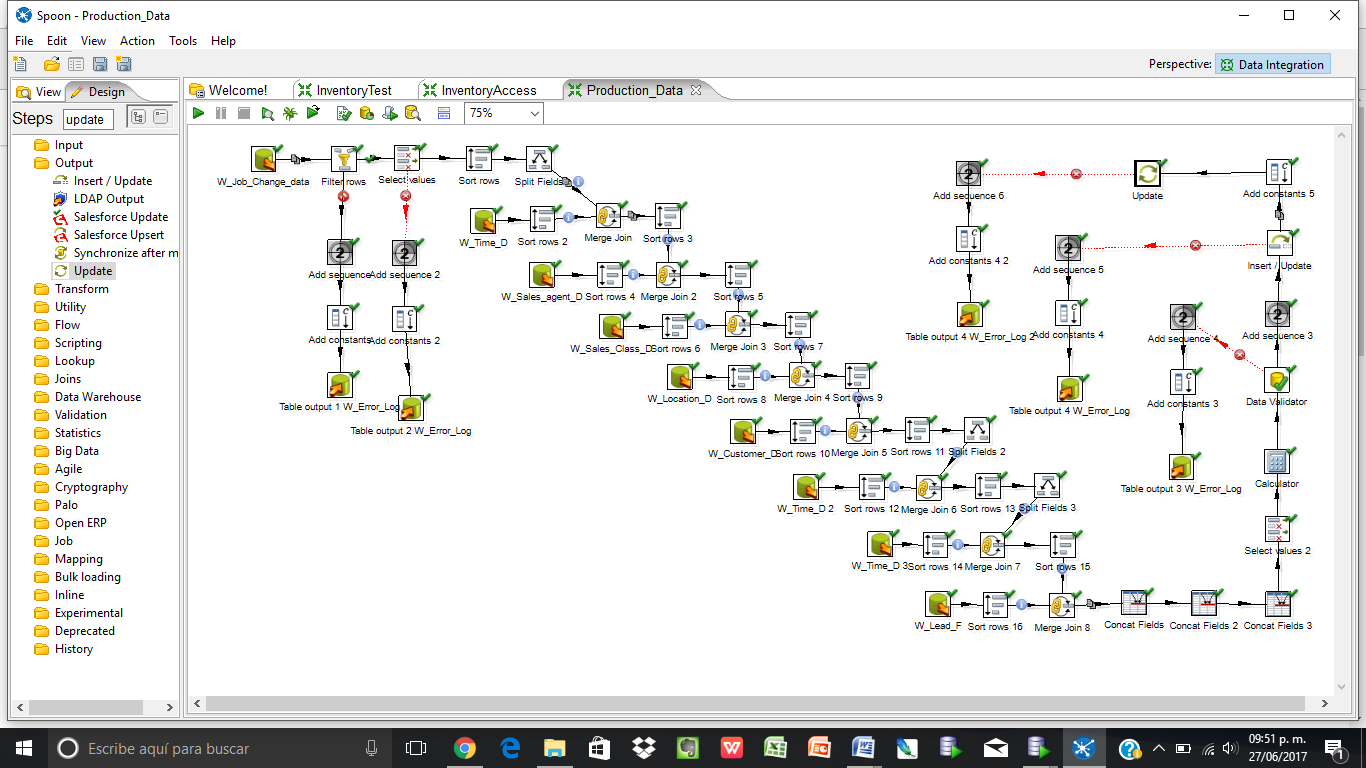 Spoon - Production_Data
File Edit View Action Tools Help
Perspective: Data Integration
View Design
Welcome! InventoryTest InventoryAccess Production_Data
Steps update
75%
Input
Output
Insert / Update
LDAP Output
Salesforce Update
Salesforce Upsert
Synchronize after m
Update
Transform
Utility
Flow
Scripting
Lookup
Joins
Data Warehouse
Validation
Statistics
Big Data
Agile
Cryptography
Palo
Open ERP
Job
Mapping
Bulk loading
Inline
Experimental
Deprecated
History
W_Job_Change_data Filter rows Select values Sort rows Split Fields
Add sequence 6 Update Add constants 5
W_Time_D Sort rows 2 Merge Join Sort rows 3
Add constants 4 2 Add sequence 5 Insert / Update
Add sequence Add sequence 2
W_Sales_agent_D Sort rows 4 Merge Join 2 Sort rows 5
Add constants Add constants 2
W_Sales_Class_D Sort rows 6 Merge Join 3 Sort rows 7
Table output 4 W_Error_Log 2 Add constants 4 Add sequence 4 Add sequence 3
W_Location_D Sort rows 8 Merge Join 4 Sort rows 9
Table output 1 W_Error_Log
Table output 4 W_Error_Log Add constants 3 Data Validator
Table output 2 W_Error_Log
W_Customer_D Sort rows 10 Merge Join 5 Sort rows 11 Split Fields 2
Table output 3 W_Error_Log Calculator
W_Time_D 2 Sort rows 12 Merge Join 6 Sort rows 13 Split Fields 3
Select values 2
W_Time_D 3 Sort rows 14 Merge Join 7 Sort rows 15
W_Lead_F Sort rows 16 Merge Join 8 Concat Fields Concat Fields 2 Concat Fields 3
Escribe aquí para buscar
09:51 p. m.
27/06/2017